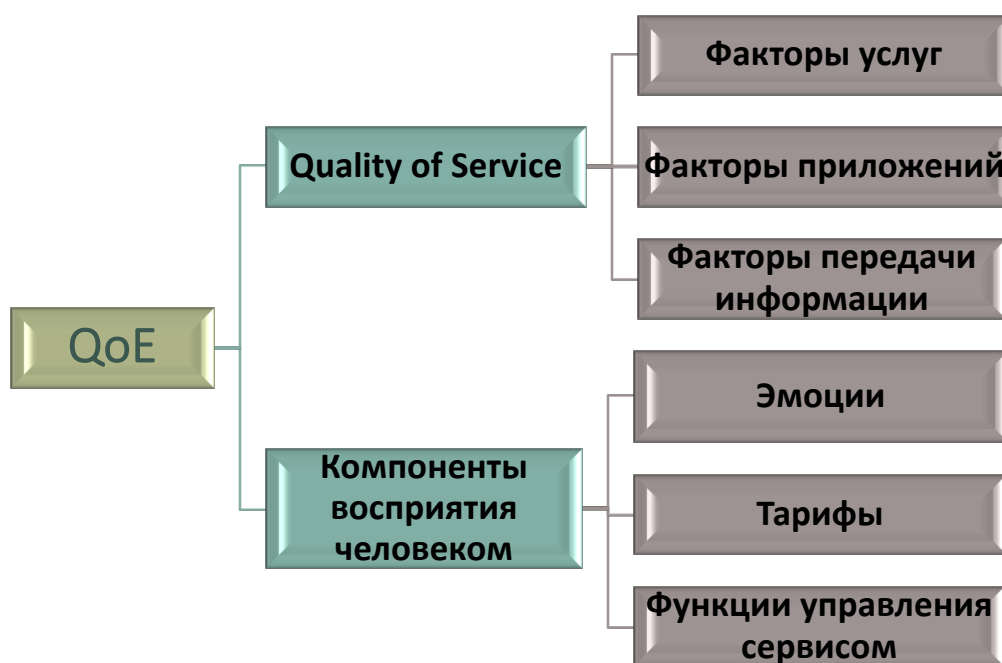 QoE
Quality of Service
Факторы услуг
Факторы приложений
Факторы передачи
информации
Компоненты
восприятия
человеком
Эмоции
Тарифы
Функции управления
сервисом